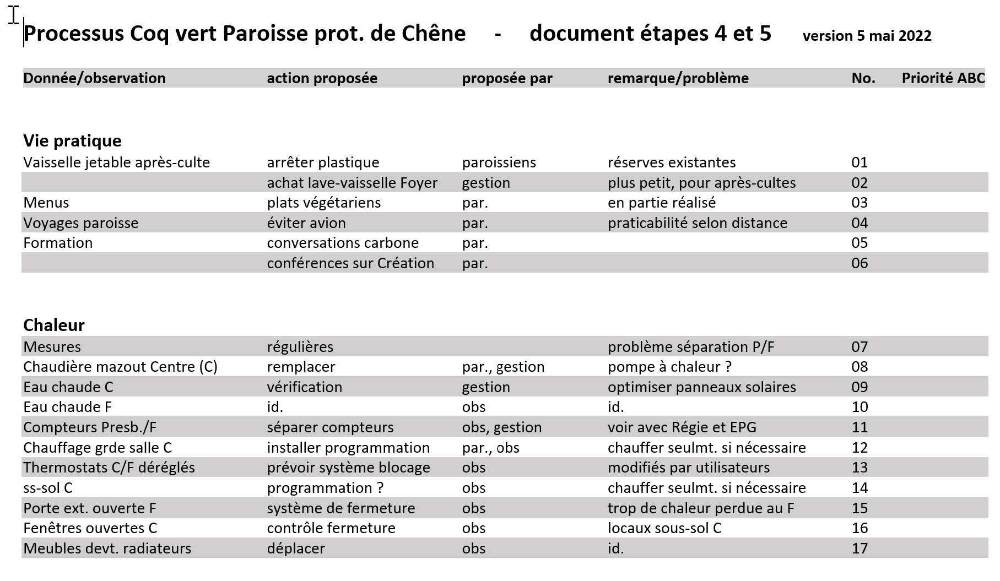 Processus Coq vert Paroisse prot. de Chêne - document étapes 4 et 5 version 5 mai 2022
Donnée/observation action proposée proposée par remarque/problème No. Priorité ABC
Vie pratique
Vaisselle jetable après-culte arrêter plastique paroissiens réserves existantes 01
achat lave-vaisselle Foyer gestion plus petit, pour après-cultes 02
Menus plats végétariens par. en partie réalisé 03
Voyages paroisse éviter avion par. praticabilité selon distance 04
Formation conversations carbone par. 05
conférences sur Création par. 06
Chaleur
Mesures régulières problème séparation P/F 07
Chaudière mazout Centre (C) remplacer par., gestion pompe à chaleur ? 08
Eau chaude C vérification gestion optimiser panneaux solaires 09
Eau chaude F id. obs id. 10
Compteurs Presb./F séparer compteurs obs, gestion voir avec Régie et EPG 11
Chauffage grde salle C installer programmation par., obs chauffer seulmt. si nécessaire 12
Thermostats C/F déréglés prévoir système blocage obs modifiés par utilisateurs 13
ss-sol C programmation ? obs chauffer seulmt. si nécessaire 14
Porte ext. ouverte F système de fermeture obs trop de chaleur perdue au F 15
Fenêtres ouvertes C contrôle fermeture obs locaux sous-sol C 16
Meubles devt. radiateurs déplacer obs id. 17